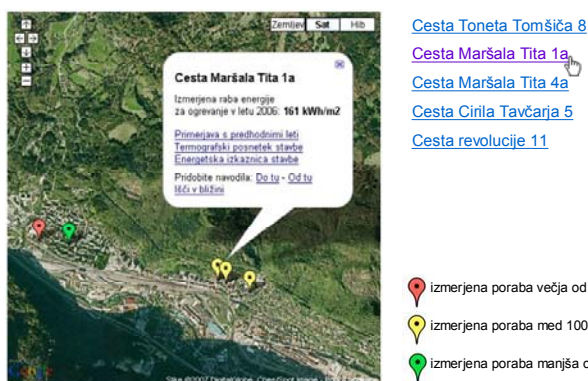 Zemljev Sat Hib
Cesta Maršala Tita 1a
Izmerjena raba energije
za ogrevanje v letu 2006: 161 kWh/m2
Primerjava s predhodnimi leti
Termografski posnetek stavbe
Energetska izkaznica stavbe
Pridobite navodila: Do tu - Od tu
Išči v bližini
Cesta Toneta Tomšiča 8
Cesta Maršala Tita 1a
Cesta Maršala Tita 4a
Cesta Cirila Tavčarja 5
Cesta revolucije 11
izmerjena poraba večja od
izmerjena poraba med 100
izmerjena poraba manjša
Slike ©2007 DigitalGlobe